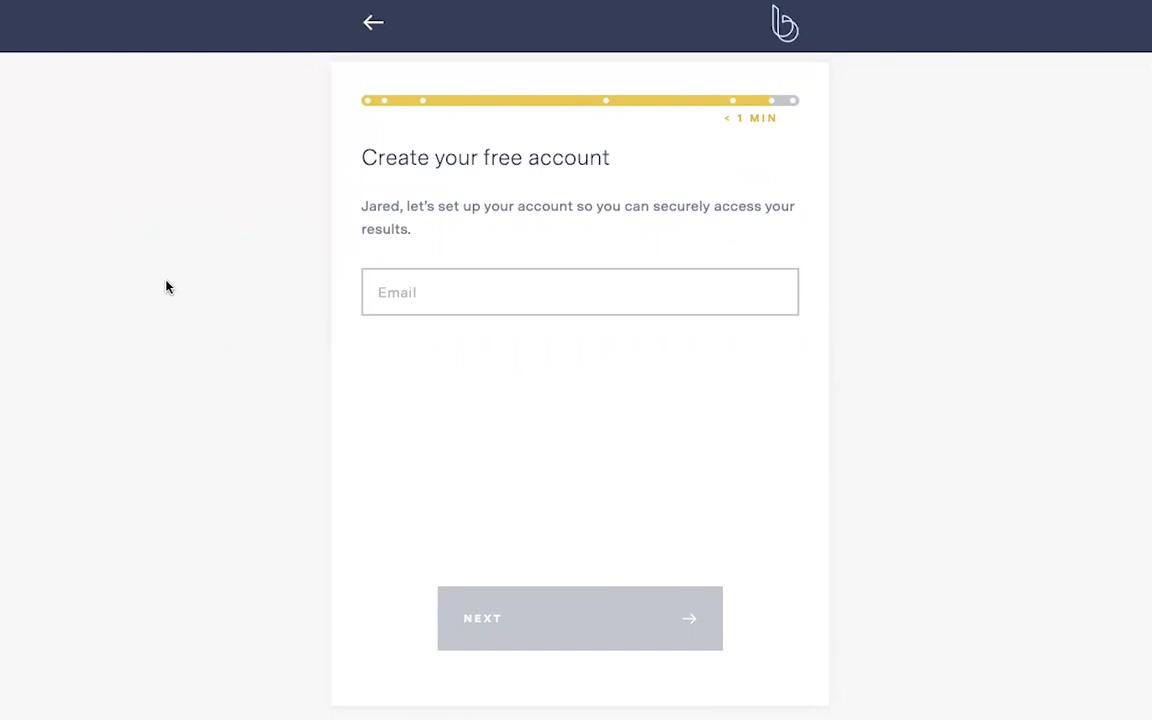 < 1 MIN
Create your free account
Jared, let's set up your account so you can securely access your
results.
Email
NEXT